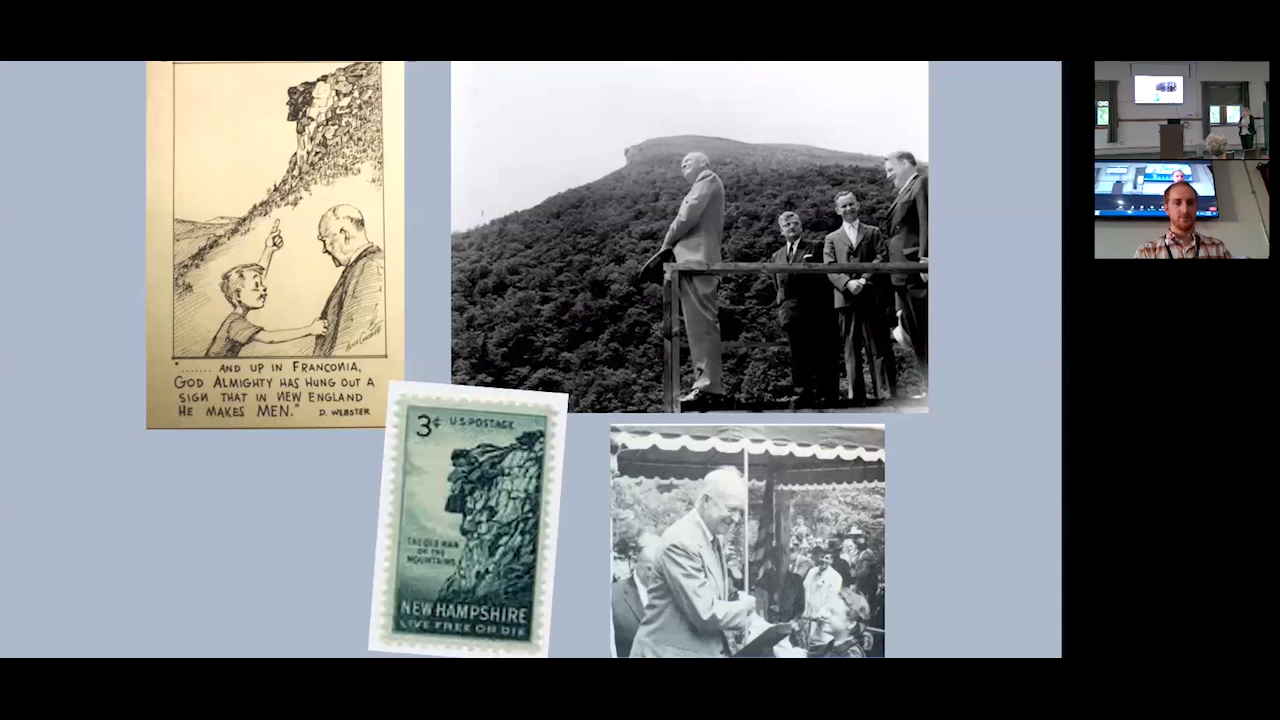 "....... AND UP IN FRANCONIA,
GOD ALMIGHTY HAS HUNG OUT A
SIGN THAT IN NEW ENGLAND
HE MAKES MEN." D. WEBSTER
3¢ U.S. POSTAGE
THE OLD MAN
OF THE
MOUNTAINS
NEW HAMPSHIRE
LIVE FREE OR DIE